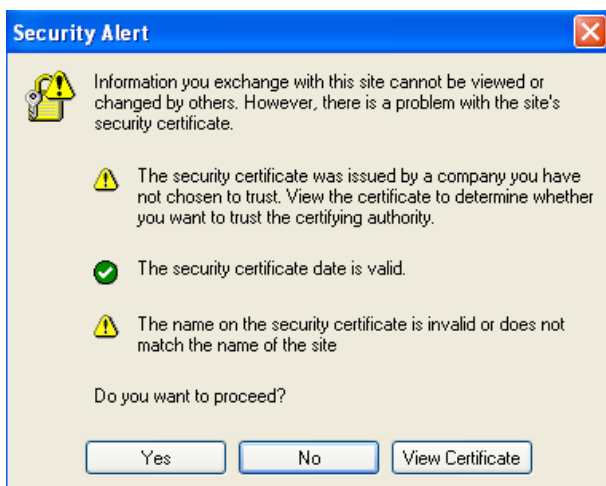 Security Alert
Information you exchange with this site cannot be viewed or
changed by others. However, there is a problem with the site's
security certificate.
The security certificate was issued by a company you have
not chosen to trust. View the certificate to determine whether
you want to trust the certifying authority.
The security certificate date is valid.
The name on the security certificate is invalid or does not
match the name of the site
Do you want to proceed?
Yes
No
View Certificate